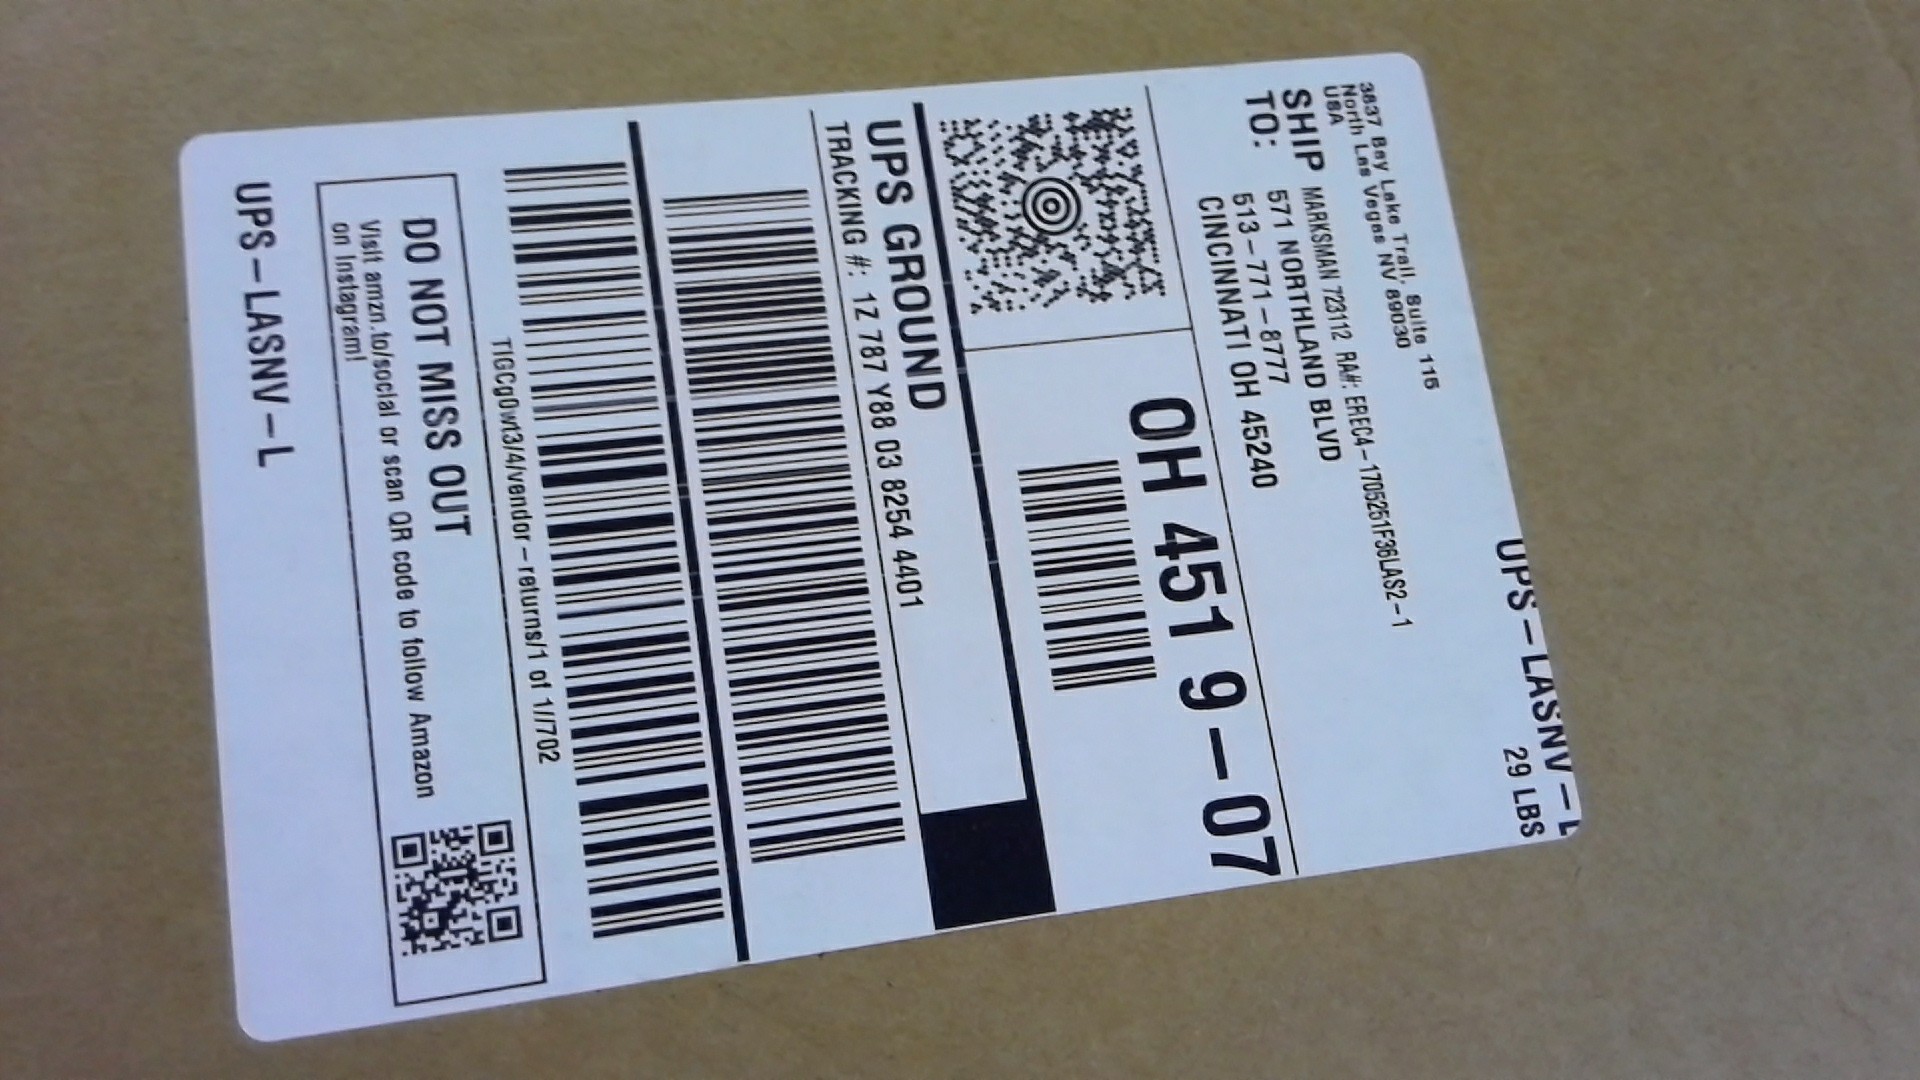 UPS-LASNV-L
29 LBS
3837 Bay Lake Trail, Suite 115
North Las Vegas NV 89030
USA
SHIP
TO:
MARKSMAN 723112 RA#: EREC4-1705251F36LAS2-1
571 NORTHLAND BLVD
513-771-8777
CINCINNATI OH 45240
OH 451 9-07
UPS GROUND
TRACKING #: 1Z 787 Y88 03 8254 4401
TIGCg0wt3/4/vendor-returns/1 of 1//702
DO NOT MISS OUT
Visit amzn.to/social or scan QR code to follow Amazon
on Instagram!
UPS-LASNV-L